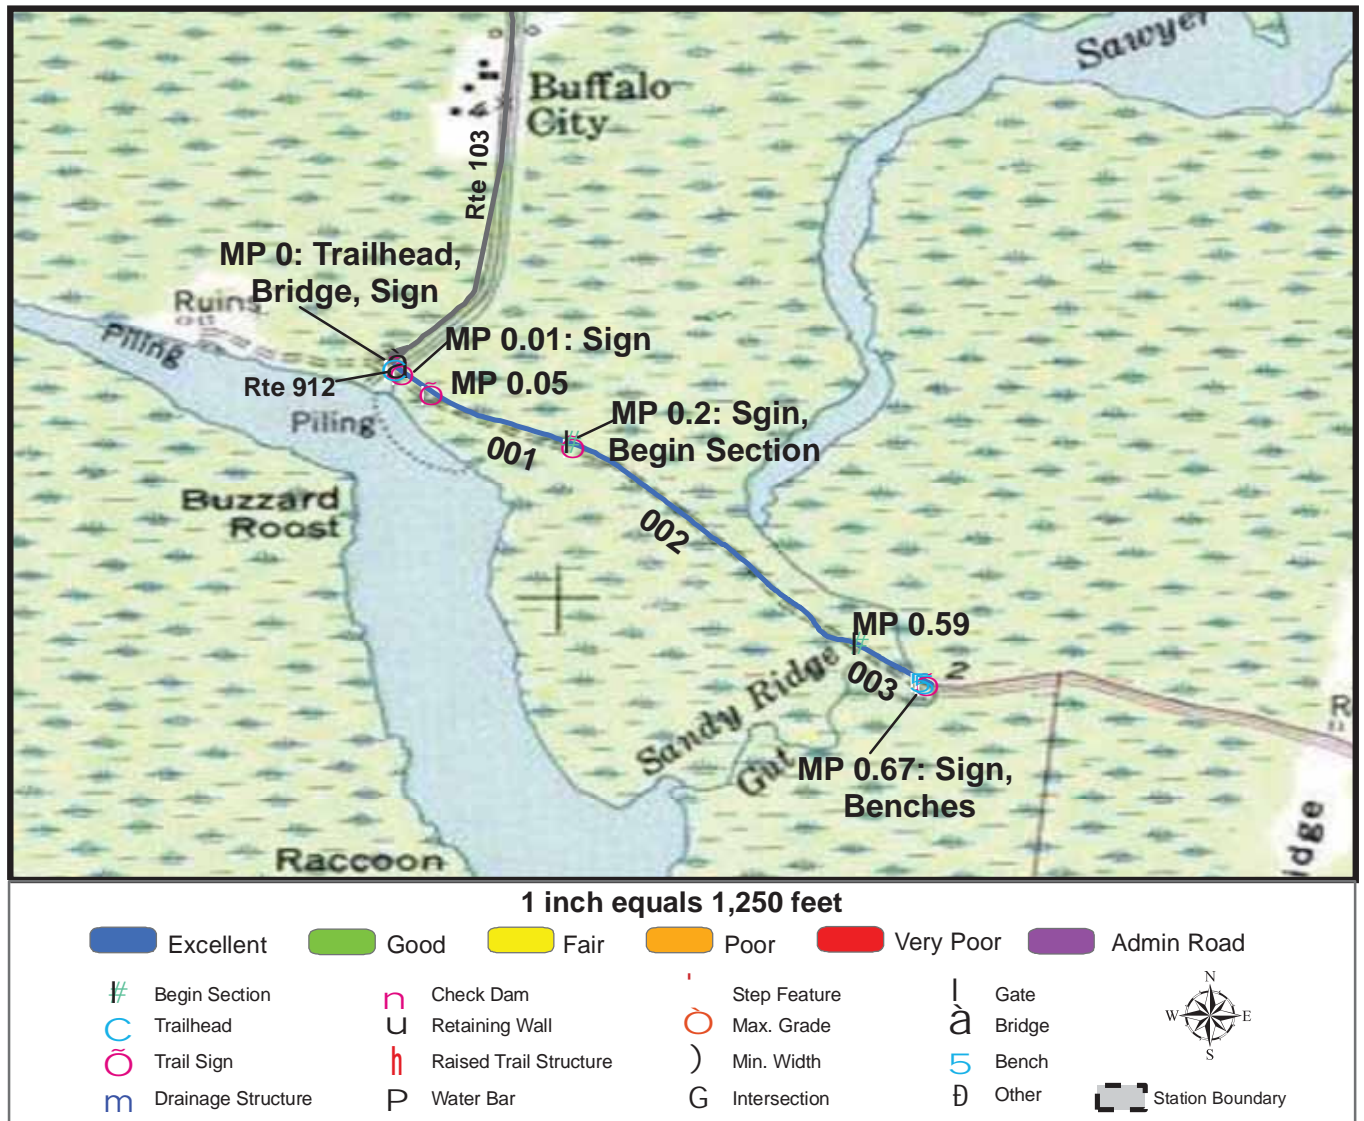 Sawyer
Buffalo
City
Rte 103
MP 0: Trailhead,
Bridge, Sign
Ruins
Piling
MP 0.01: Sign
Rte 912
MP 0.05
Piling
MP 0.2: Sgin,
Begin Section
001
Buzzard
Roost
002
MP 0.59
003
2
Sandy Ridge
Gut
MP 0.67: Sign,
Benches
R
idge
Raccoon
1 inch equals 1,250 feet
Excellent
Good
Fair
Poor
Very Poor
Admin Road
Begin Section
Check Dam
Step Feature
Gate
Trailhead
Retaining Wall
Max. Grade
Bridge
Trail Sign
Raised Trail Structure
Min. Width
Bench
Drainage Structure
Water Bar
Intersection
Other
Station Boundary
N
W
E
S